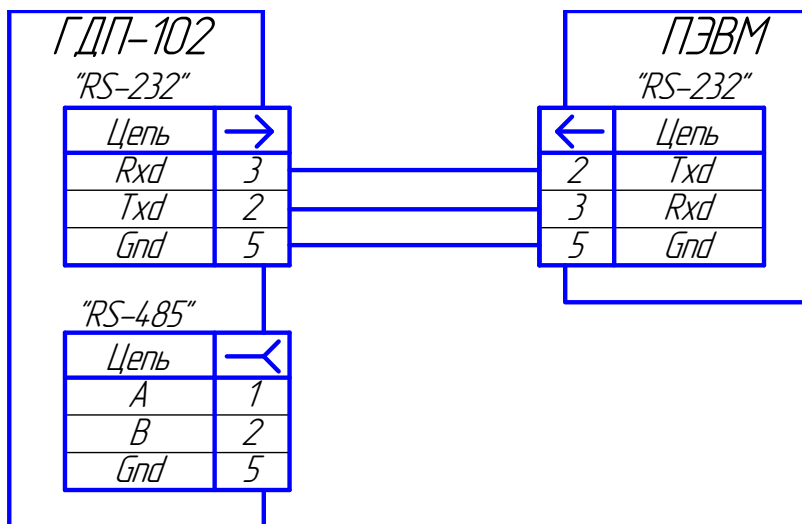 ГДП-102
"RS-232"
Цепь
Rxd 3
Txd 2
Gnd 5
"RS-485"
Цепь
A 1
B 2
Gnd 5
ПЭВМ
"RS-232"
Цепь
2 Txd
3 Rxd
5 Gnd